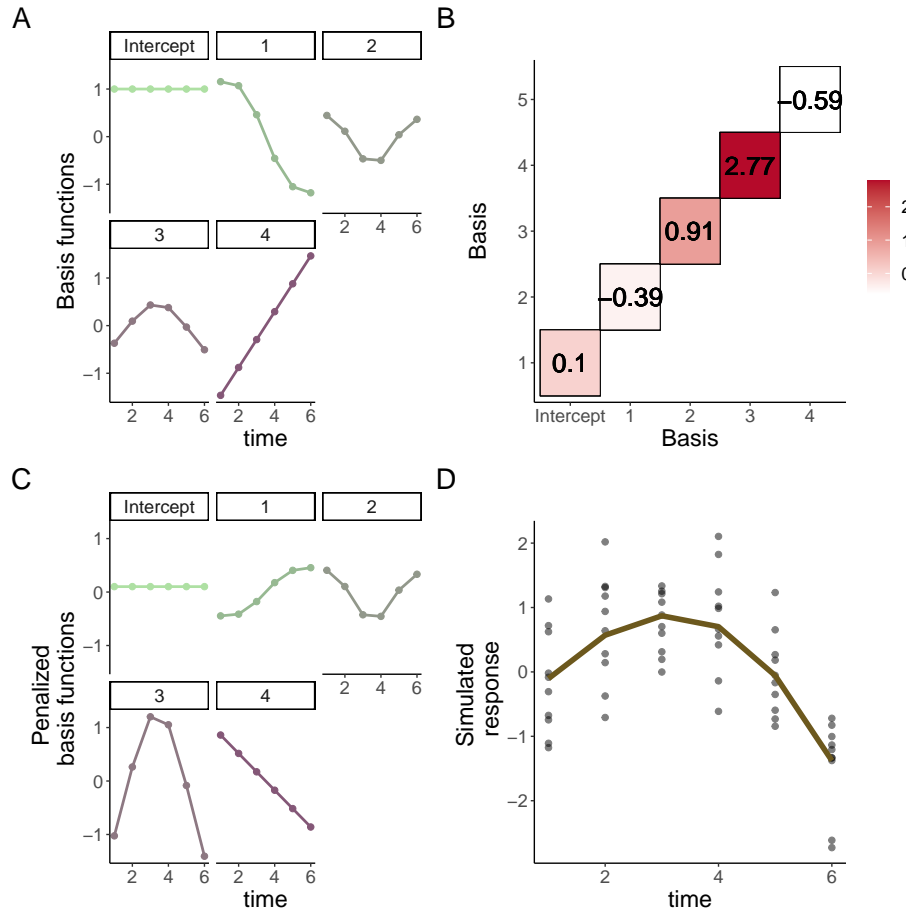 A
Intercept 1 2
1
0
−1
2 4 6
3 4
1
0
−1
2 4 6 2 4 6
Basis functions
time
B
5
4
3
2
1
−0.59
2.77
0.91
−0.39
0.1
Intercept 1 2 3 4
Basis
Basis
2
1
0
C
Intercept 1 2
1
0
−1
2 4 6
3 4
1
0
−1
2 4 6 2 4 6
Penalized
basis functions
time
D
2
1
0
−1
−2
2 4 6
Simulated
response
time